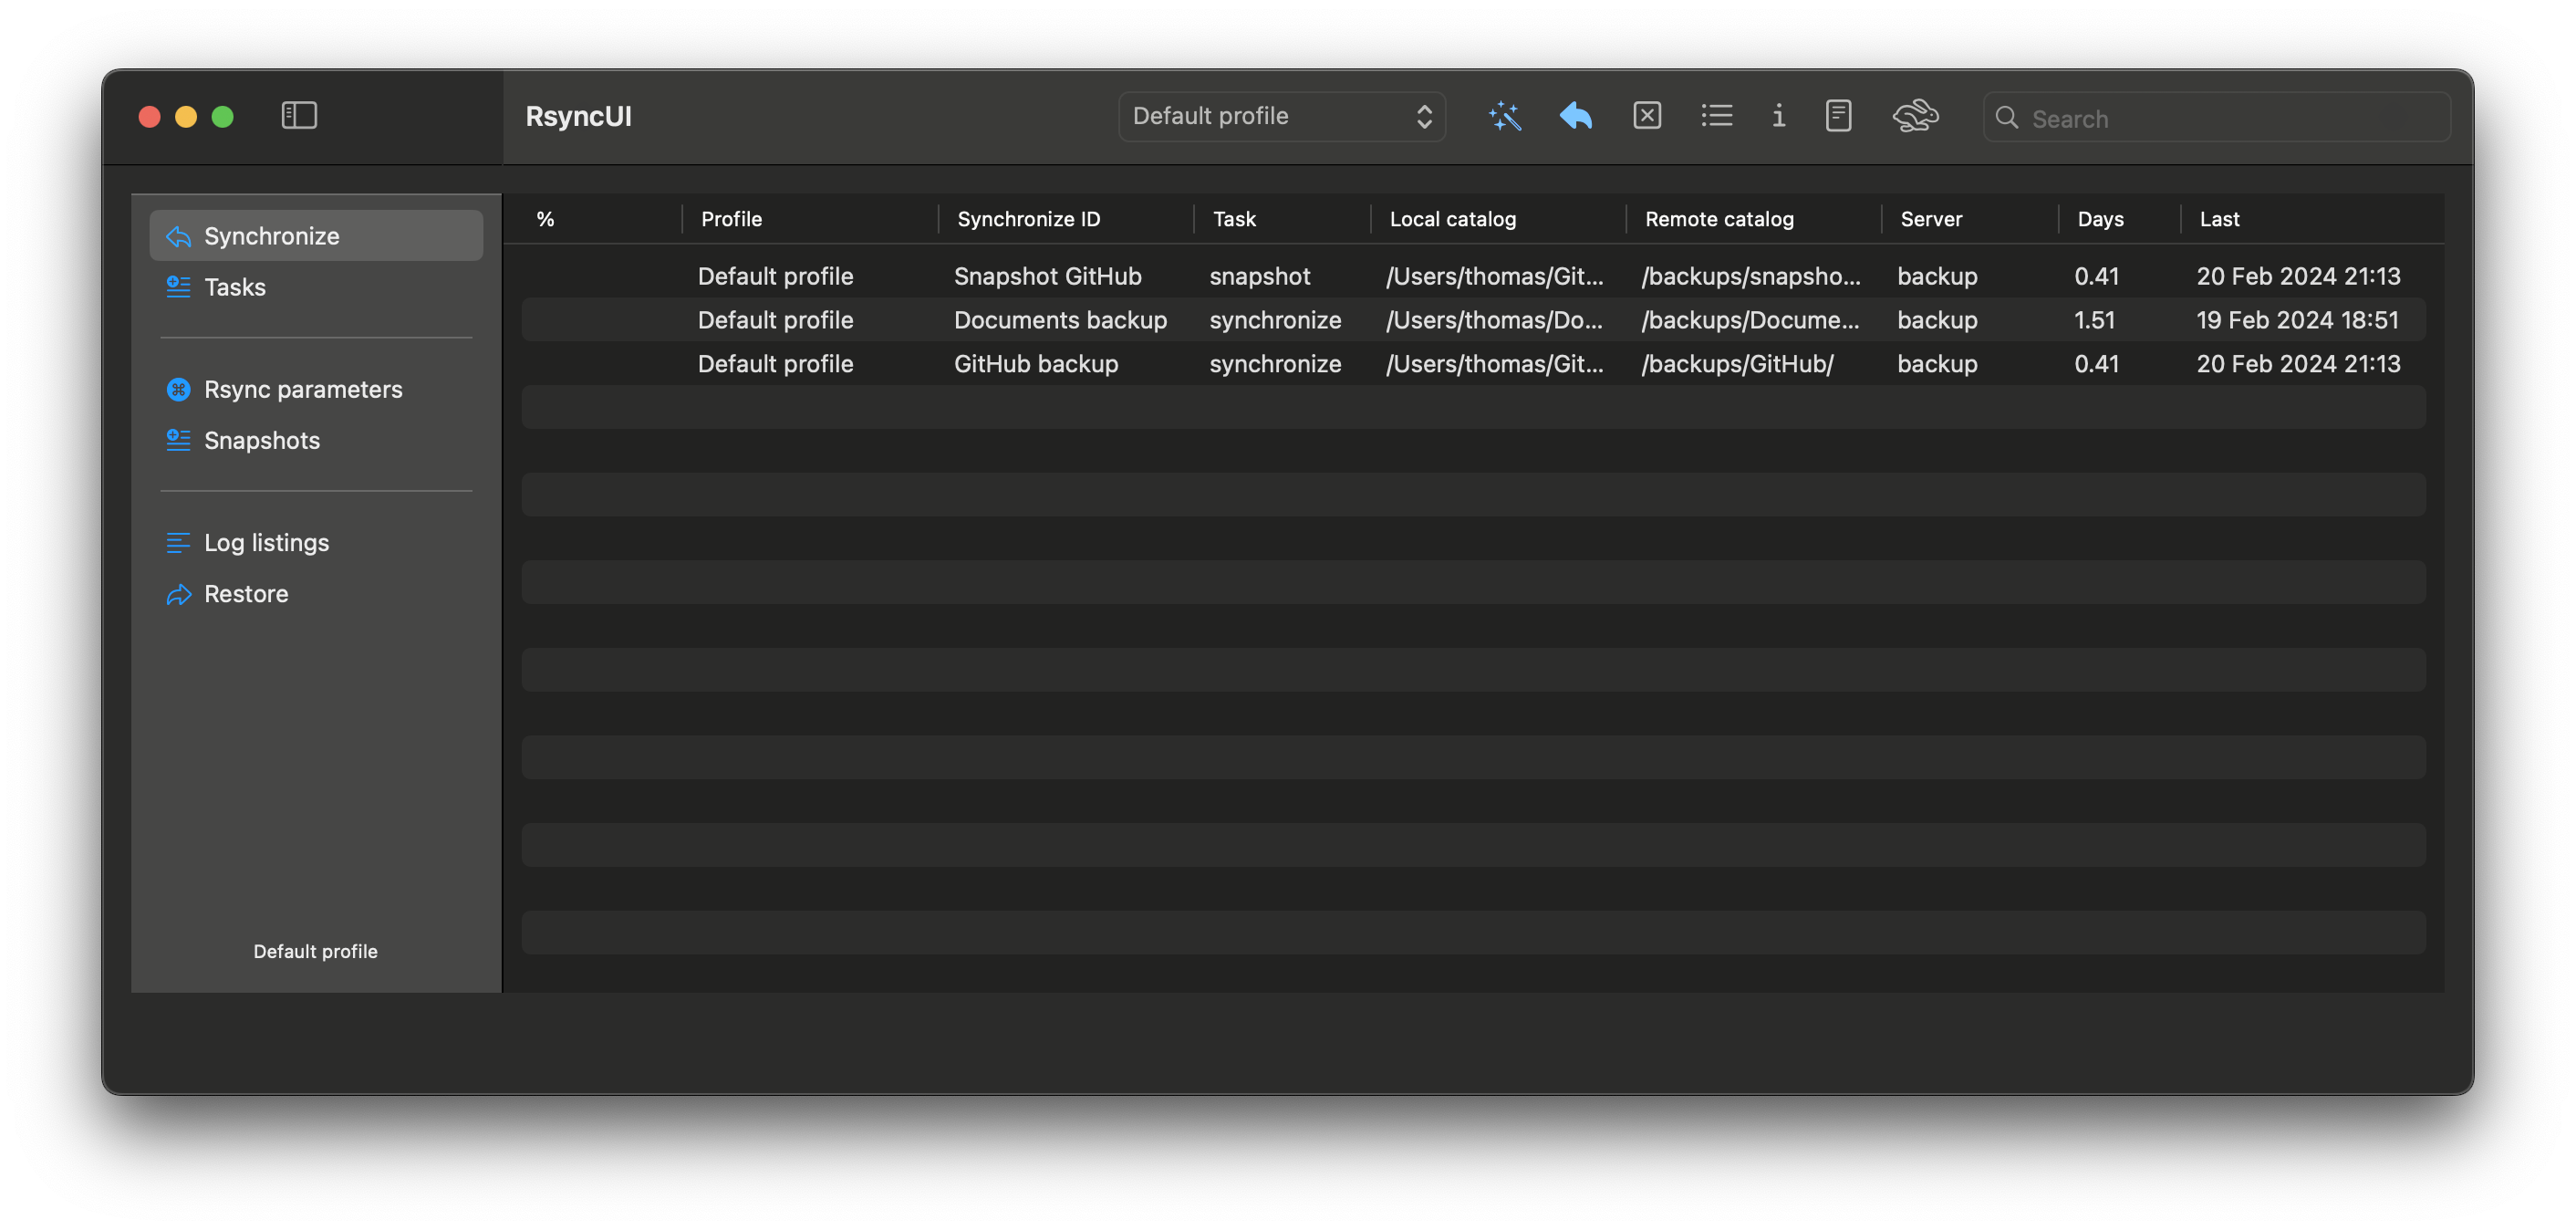 RsyncUI
Default profile
Search
Synchronize
Tasks
Rsync parameters
Snapshots
Log listings
Restore
Default profile
% Profile Synchronize ID Task Local catalog Remote catalog Server Days Last
Default profile Snapshot GitHub snapshot /Users/thomas/Git... /backups/snapsho... backup 0.41 20 Feb 2024 21:13
Default profile Documents backup synchronize /Users/thomas/Do... /backups/Docume... backup 1.51 19 Feb 2024 18:51
Default profile GitHub backup synchronize /Users/thomas/Git... /backups/GitHub/ backup 0.41 20 Feb 2024 21:13